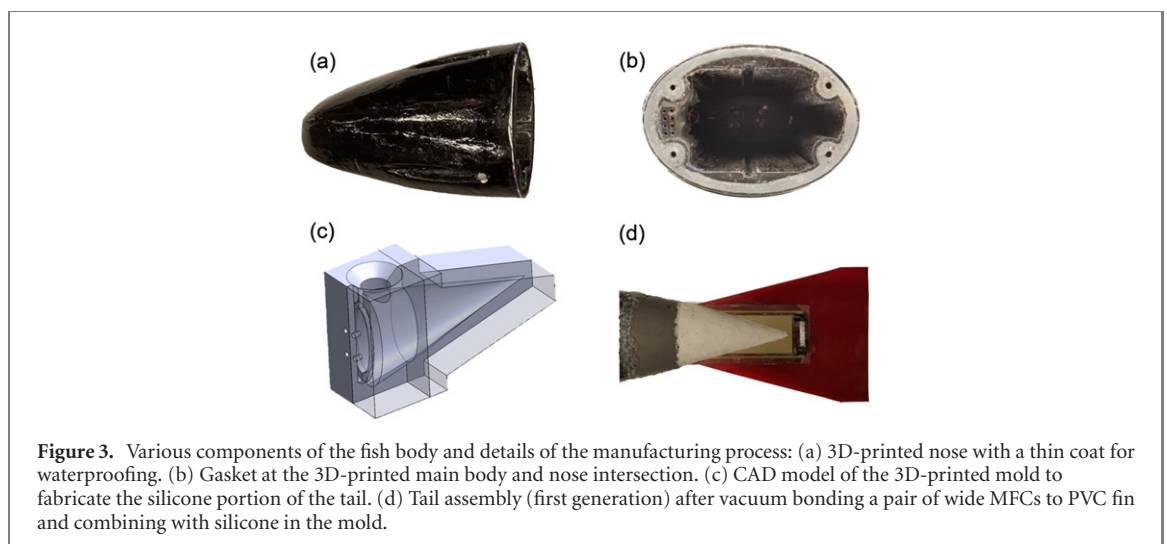 (a)
(b)
(c)
(d)
Figure 3. Various components of the fish body and details of the manufacturing process: (a) 3D-printed nose with a thin coat for
waterproofing. (b) Gasket at the 3D-printed main body and nose intersection. (c) CAD model of the 3D-printed mold to
fabricate the silicone portion of the tail. (d) Tail assembly (first generation) after vacuum bonding a pair of wide MFCs to PVC fin
and combining with silicone in the mold.